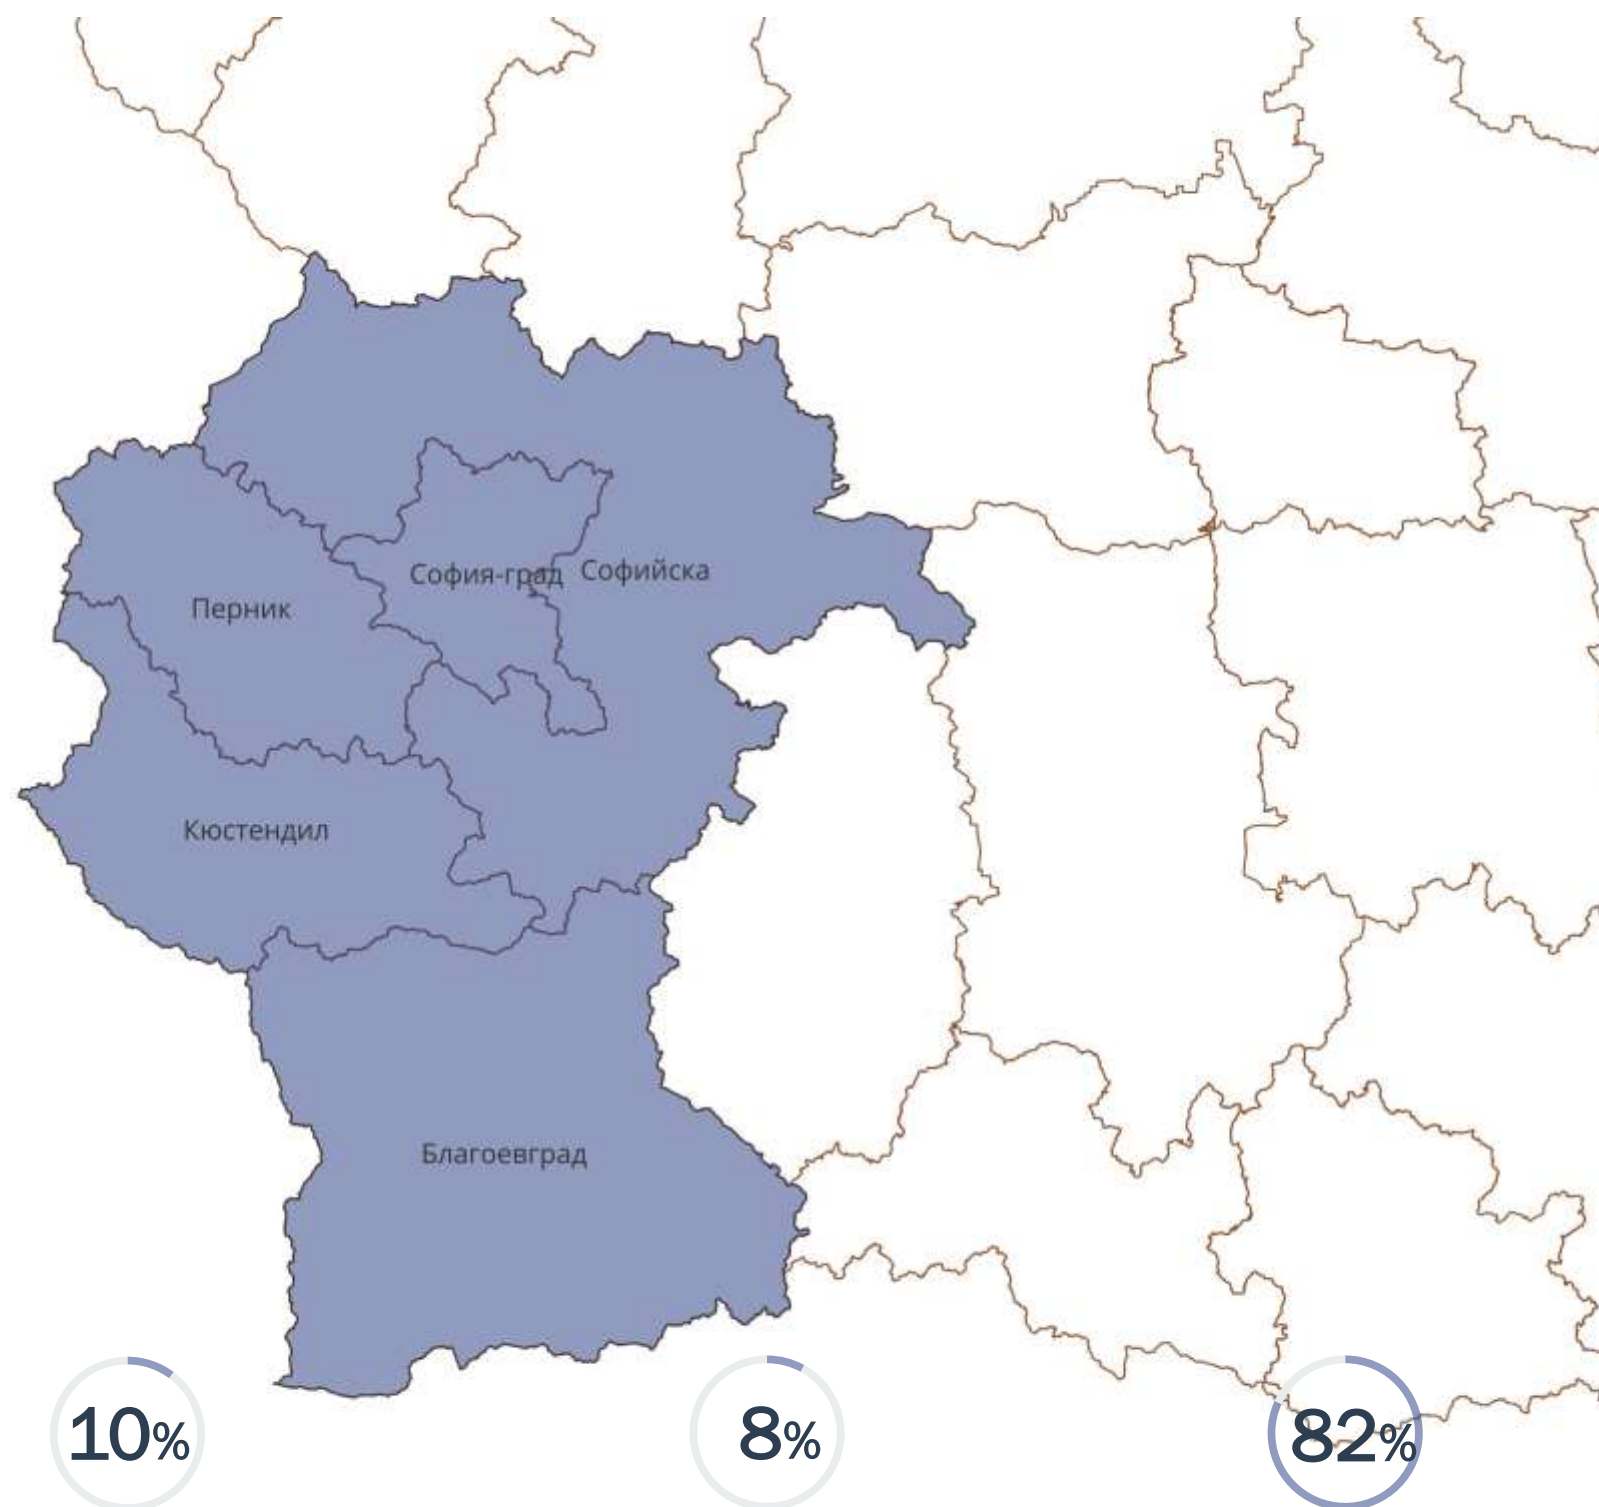 София-град
Софийска
Перник
Кюстендил
Благоевград
10%
8%
82%